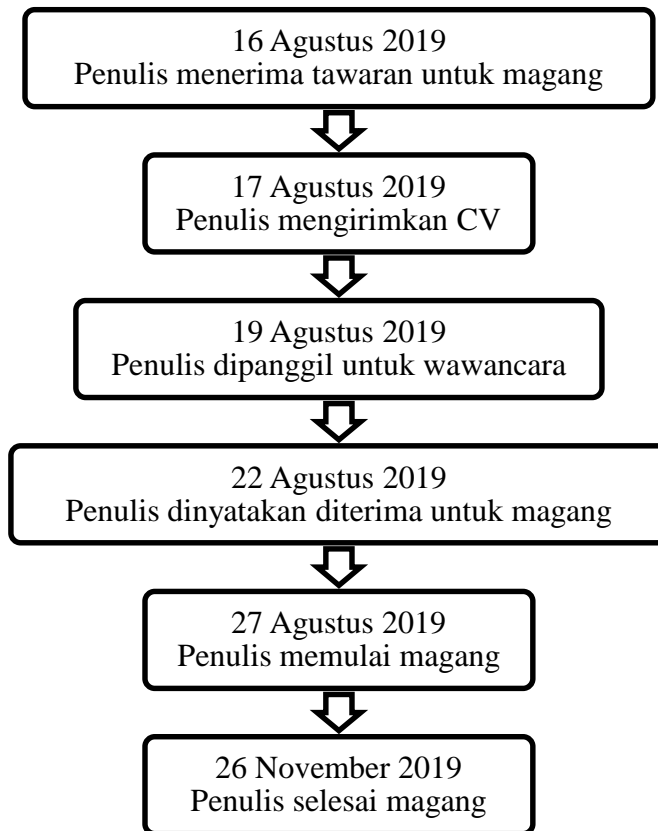 16 Agustus 2019
Penulis menerima tawaran untuk magang
17 Agustus 2019
Penulis mengirimkan CV
19 Agustus 2019
Penulis dipanggil untuk wawancara
22 Agustus 2019
Penulis dinyatakan diterima untuk magang
27 Agustus 2019
Penulis memulai magang
26 November 2019
Penulis selesai magang